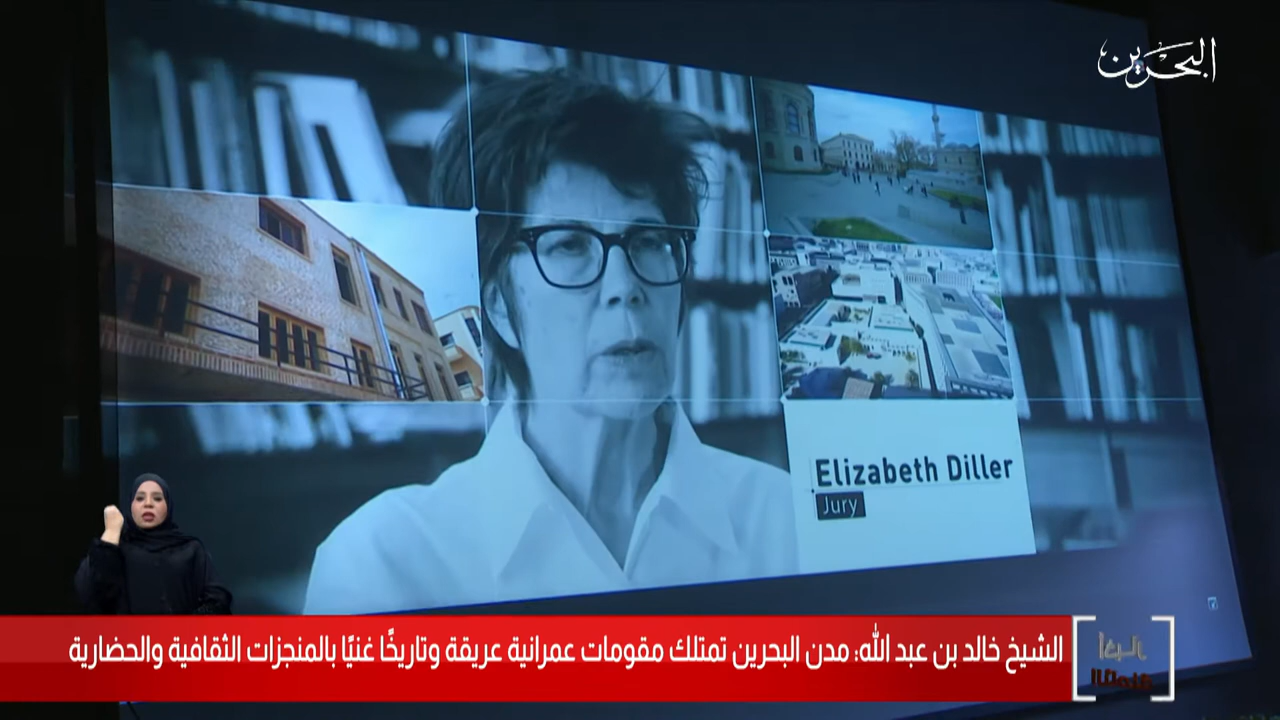 البحرين
Elizabeth Diller
Jury
الشيخ خالد بن عبد الله: مدن البحرين تمتلك مقومات عمرانية عريقة وتاريخًا غنيًا بالمنجزات الثقافية والحضارية